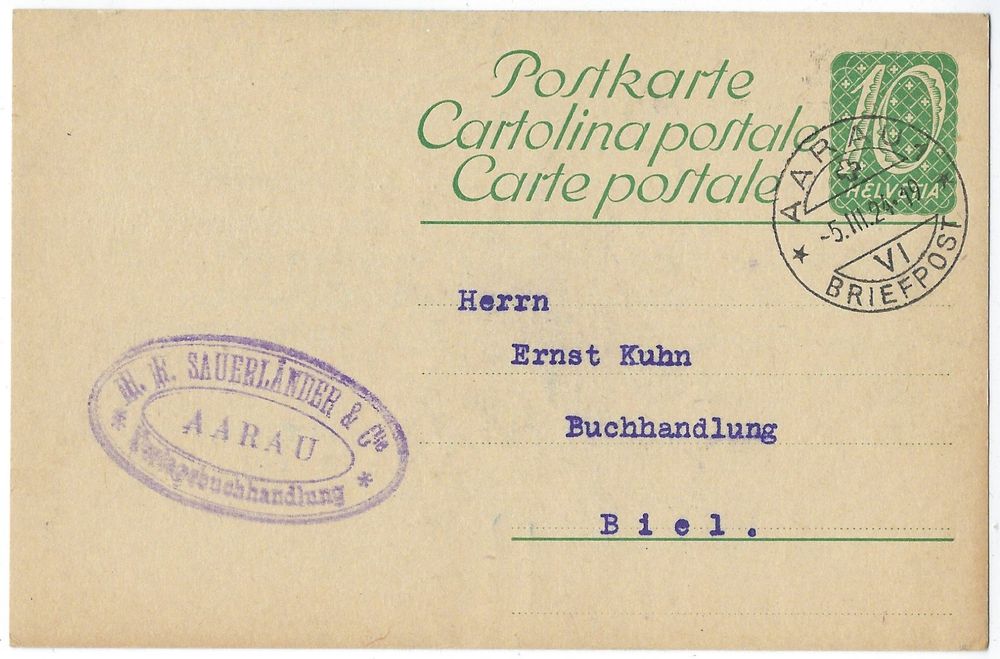 Postkarte
Cartolina postale
Carte postale
10
HELVETIA
AARAU
-5.III.24-19
VI
BRIEFPOST
Herrn
Ernst Kuhn
Buchhandlung
Biel.
H. R. SAUERLÄNDER & Cie
AARAU
Verlagsbuchhandlung